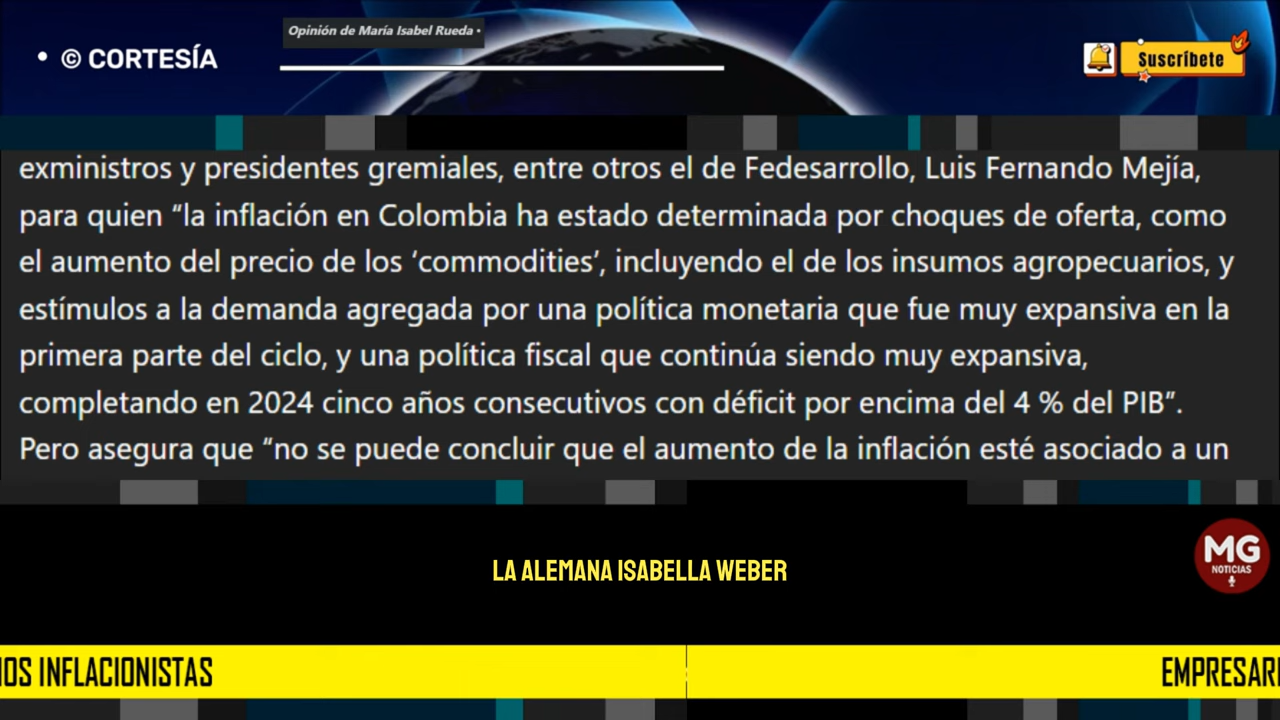 Opinión de María Isabel Rueda •
• © CORTESÍA
Suscríbete
exministros y presidentes gremiales, entre otros el de Fedesarrollo, Luis Fernando Mejía,
para quien “la inflación en Colombia ha estado determinada por choques de oferta, como
el aumento del precio de los ‘commodities’, incluyendo el de los insumos agropecuarios, y
estímulos a la demanda agregada por una política monetaria que fue muy expansiva en la
primera parte del ciclo, y una política fiscal que continúa siendo muy expansiva,
completando en 2024 cinco años consecutivos con déficit por encima del 4 % del PIB”.
Pero asegura que “no se puede concluir que el aumento de la inflación esté asociado a un
LA ALEMANA ISABELLA WEBER
MG
NOTICIAS
IOS INFLACIONISTAS
EMPRESARI